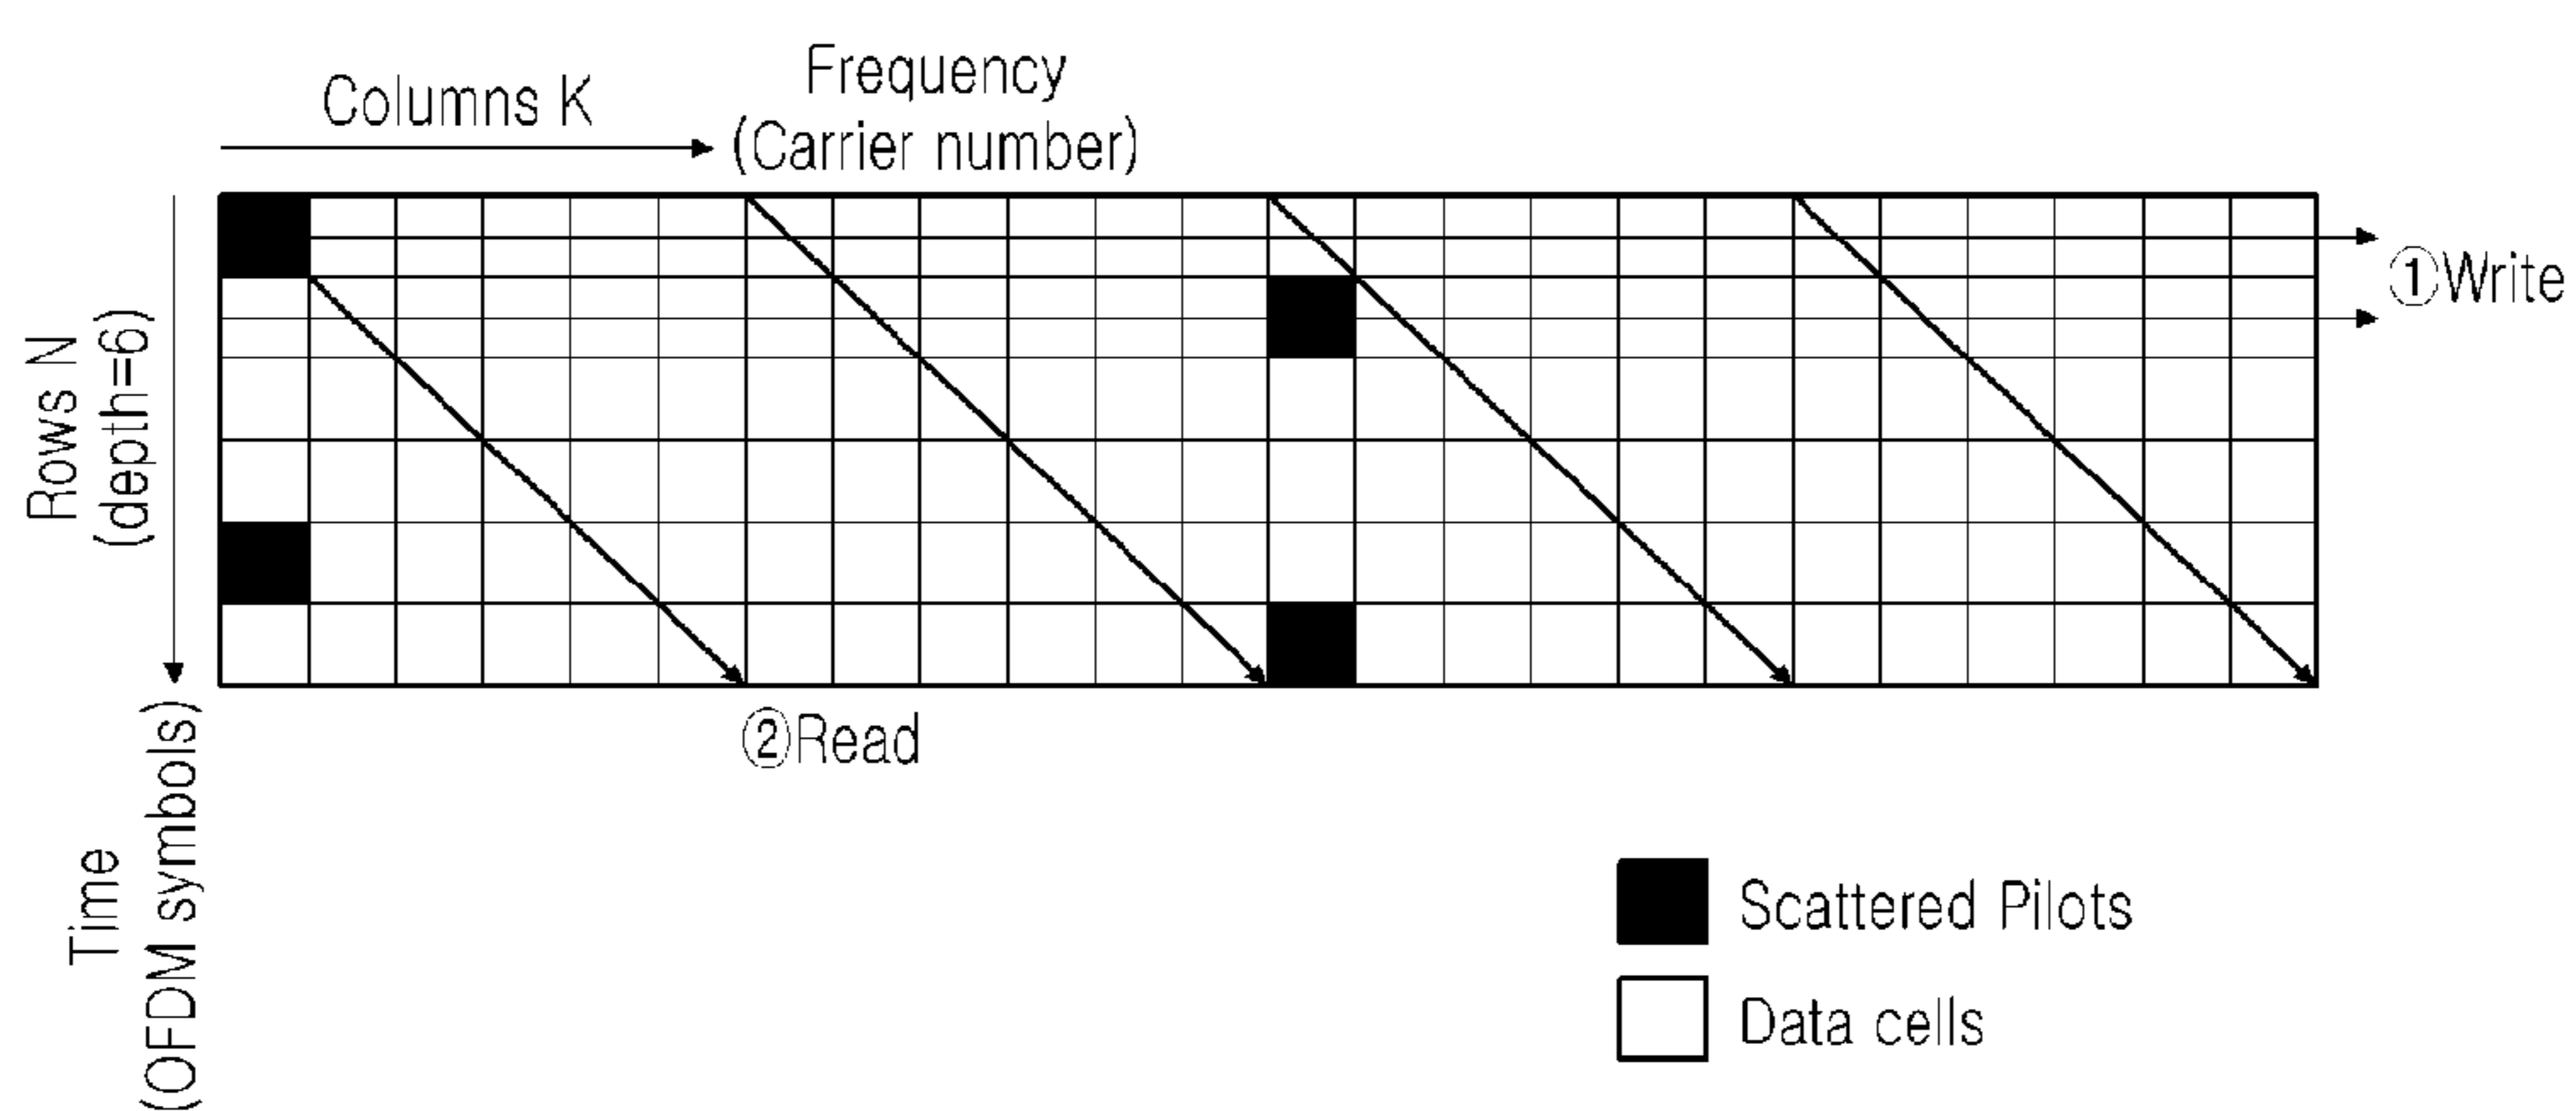 Columns K
Frequency
(Carrier number)
①Write
Rows N
(depth=6)
②Read
Time
(OFDM symbols)
Scattered Pilots
Data cells